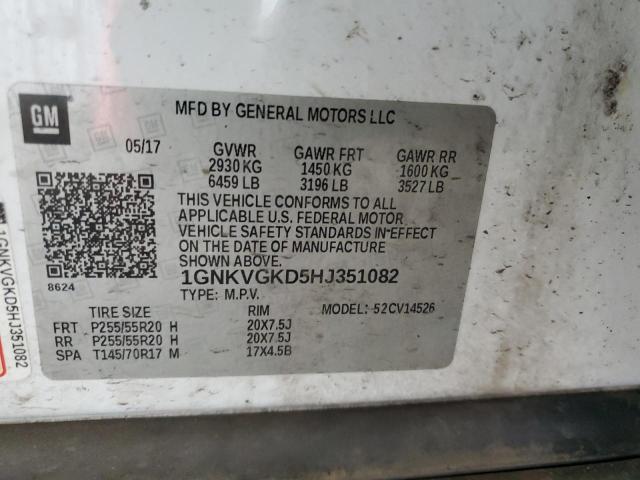 GM
MFD BY GENERAL MOTORS LLC
05/17 GVWR GAWR FRT GAWR RR
2930 KG 1450 KG 1600 KG
6459 LB 3196 LB 3527 LB
THIS VEHICLE CONFORMS TO ALL
APPLICABLE U.S. FEDERAL MOTOR
VEHICLE SAFETY STANDARDS IN EFFECT
ON THE DATE OF MANUFACTURE
SHOWN ABOVE.
8624
1GNKVGKD5HJ351082
TYPE: M.P.V. MODEL: 52CV14526
TIRE SIZE RIM
FRT P255/55R20 H 20X7.5J
RR P255/55R20 H 20X7.5J
SPA T145/70R17 M 17X4.5B
1GNKVGKD5HJ351082